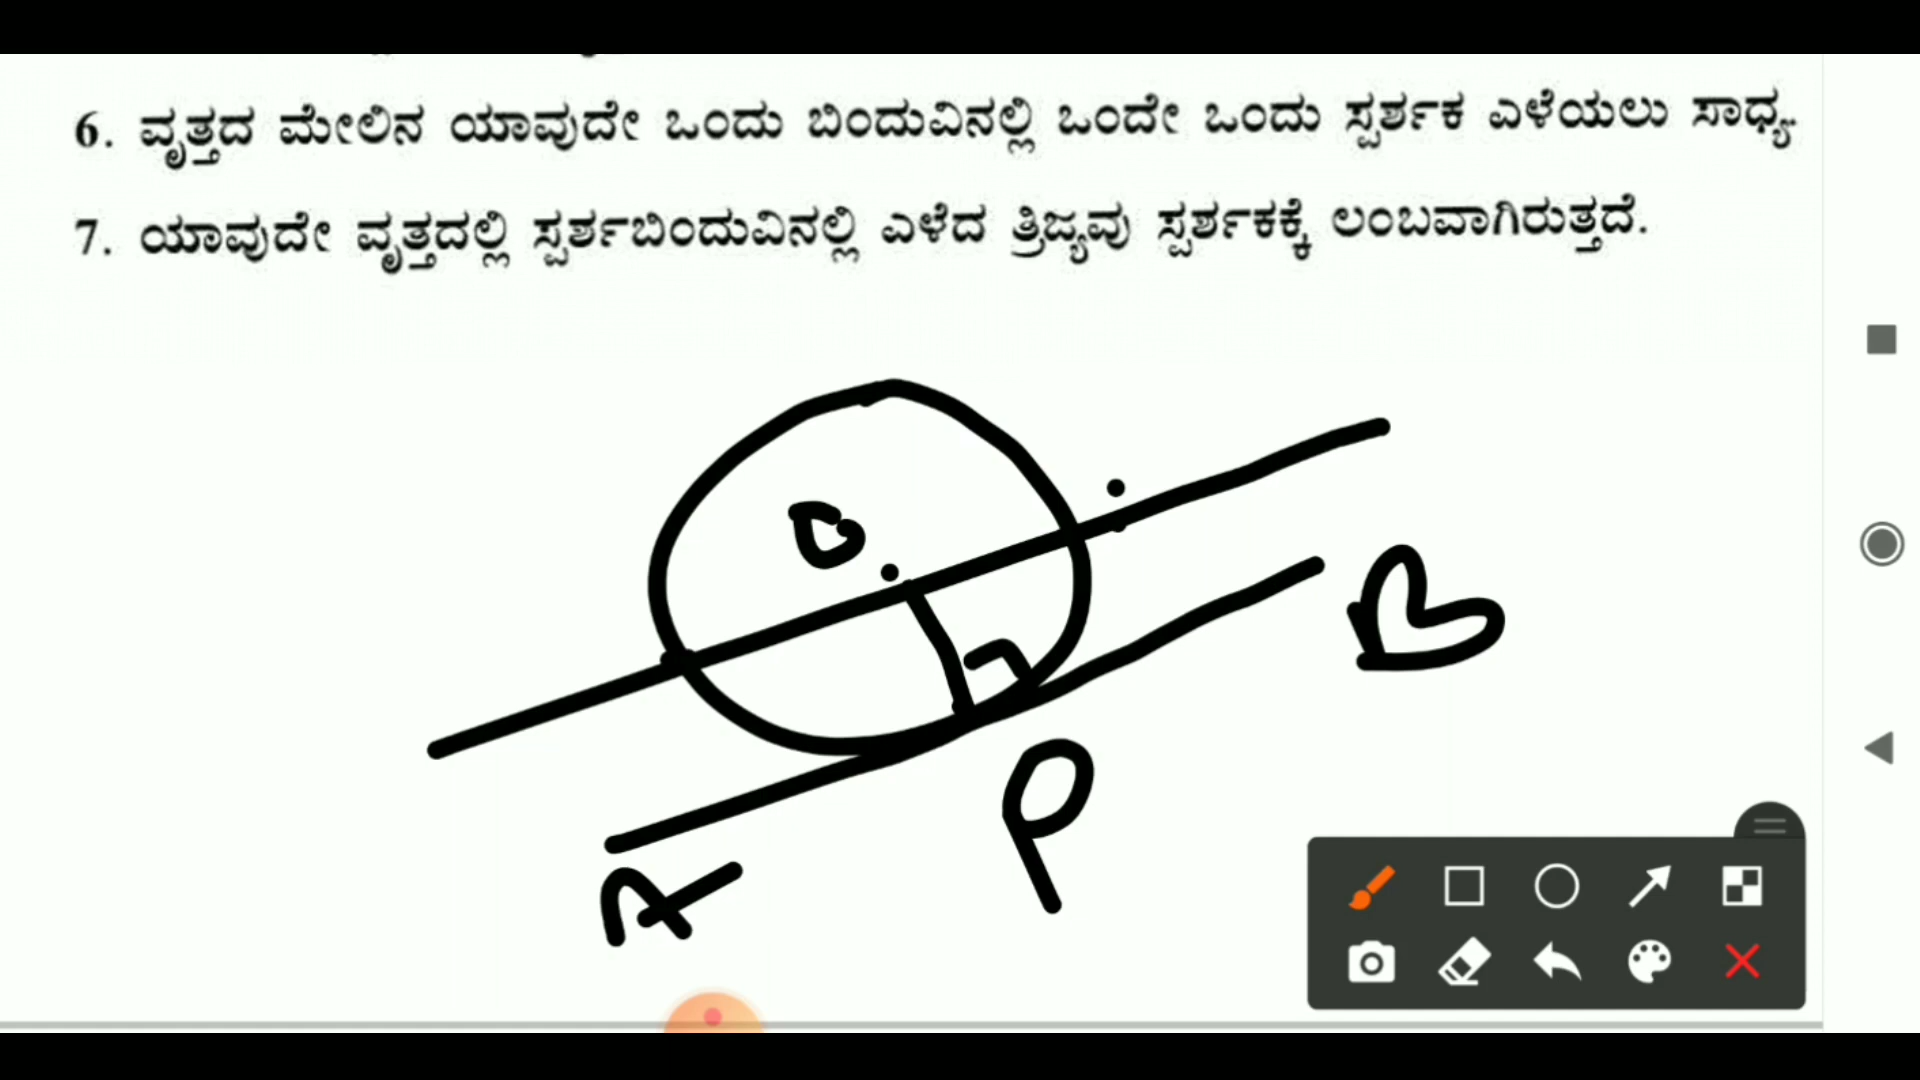 6. ವೃತ್ತದ ಮೇಲಿನ ಯಾವುದೇ ಒಂದು ಬಿಂದುವಿನಲ್ಲಿ ಒಂದೇ ಒಂದು ಸ್ಪರ್ಶಕ ಎಳೆಯಲು ಸಾಧ್ಯ.
7. ಯಾವುದೇ ವೃತ್ತದಲ್ಲಿ ಸ್ಪರ್ಶಬಿಂದುವಿನಲ್ಲಿ ಎಳೆದ ತ್ರಿಜ್ಯವು ಸ್ಪರ್ಶಕಕ್ಕೆ ಲಂಬವಾಗಿರುತ್ತದೆ.
O
B
P
A